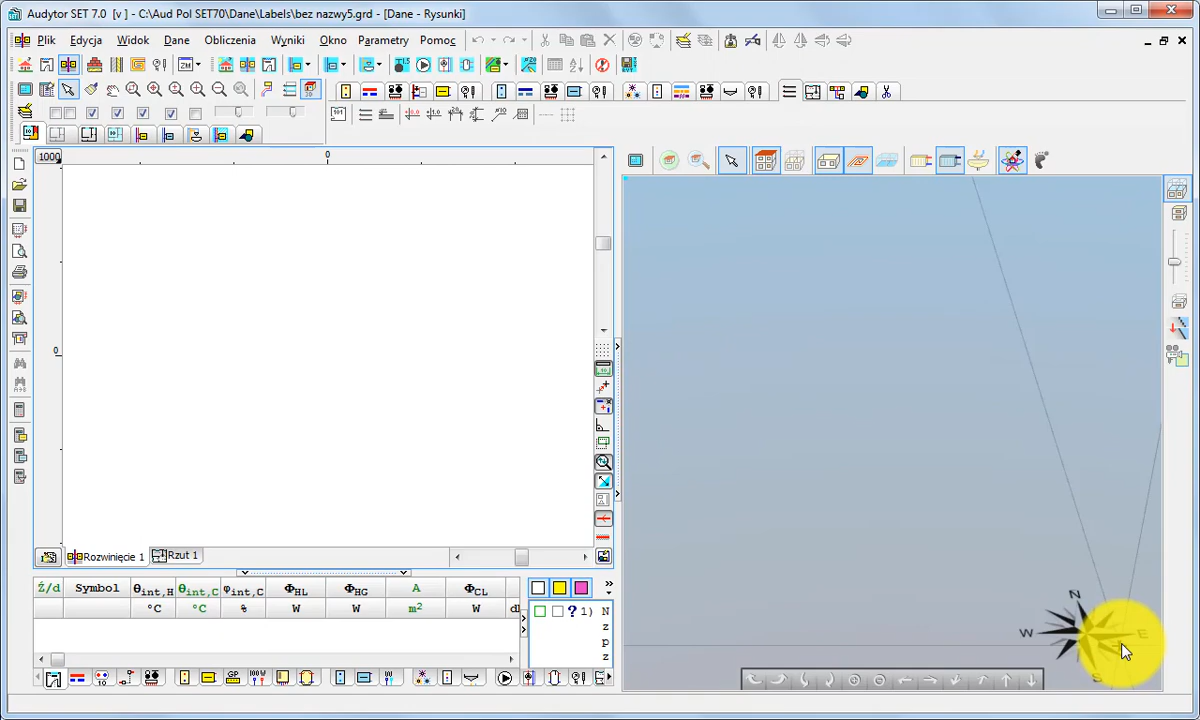 Audytor SET 7.0 [v ] - C:\Aud Pol SET70\Dane\Labels\bez nazwy5.grd - [Dane - Rysunki]
Plik Edycja Widok Dane Obliczenia Wyniki Okno Parametry Pomoc
1000 0
0
N
W E
S
Rozwinięcie 1 Rzut 1
Ź/d Symbol θint,H θint,C φint,C ΦHL ΦHG A ΦCL
°C °C % W W m² W dl
? 1) N
z
p
z